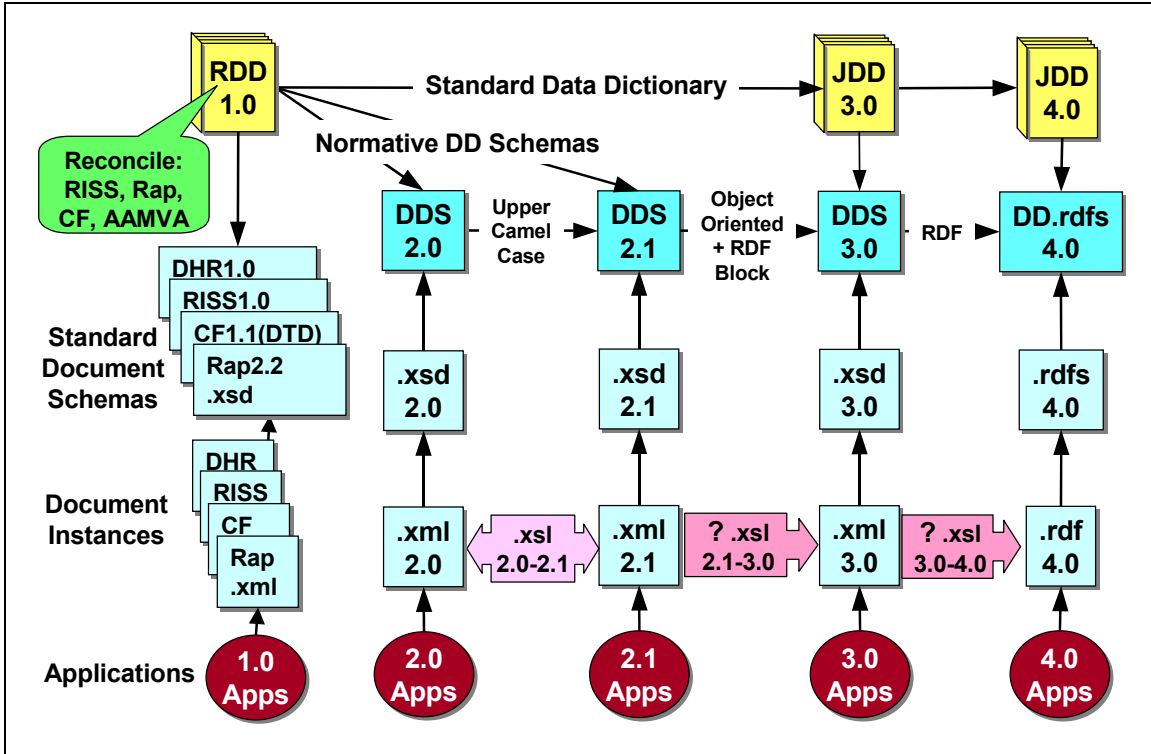 RDD
1.0
Standard Data Dictionary
JDD
3.0
JDD
4.0
Reconcile:
RISS, Rap,
CF, AAMVA
Normative DD Schemas
DDS
2.0
Upper
Camel
Case
DDS
2.1
Object
Oriented
+ RDF
Block
DDS
3.0
RDF
DD.rdfs
4.0
Standard
Document
Schemas
DHR1.0
RISS1.0
CF1.1(DTD)
Rap2.2
.xsd
.xsd
2.0
.xsd
2.1
.xsd
3.0
.rdfs
4.0
Document
Instances
DHR
RISS
CF
Rap
.xml
.xml
2.0
.xsl
2.0-2.1
.xml
2.1
? .xsl
2.1-3.0
.xml
3.0
? .xsl
3.0-4.0
.rdf
4.0
Applications
1.0
Apps
2.0
Apps
2.1
Apps
3.0
Apps
4.0
Apps